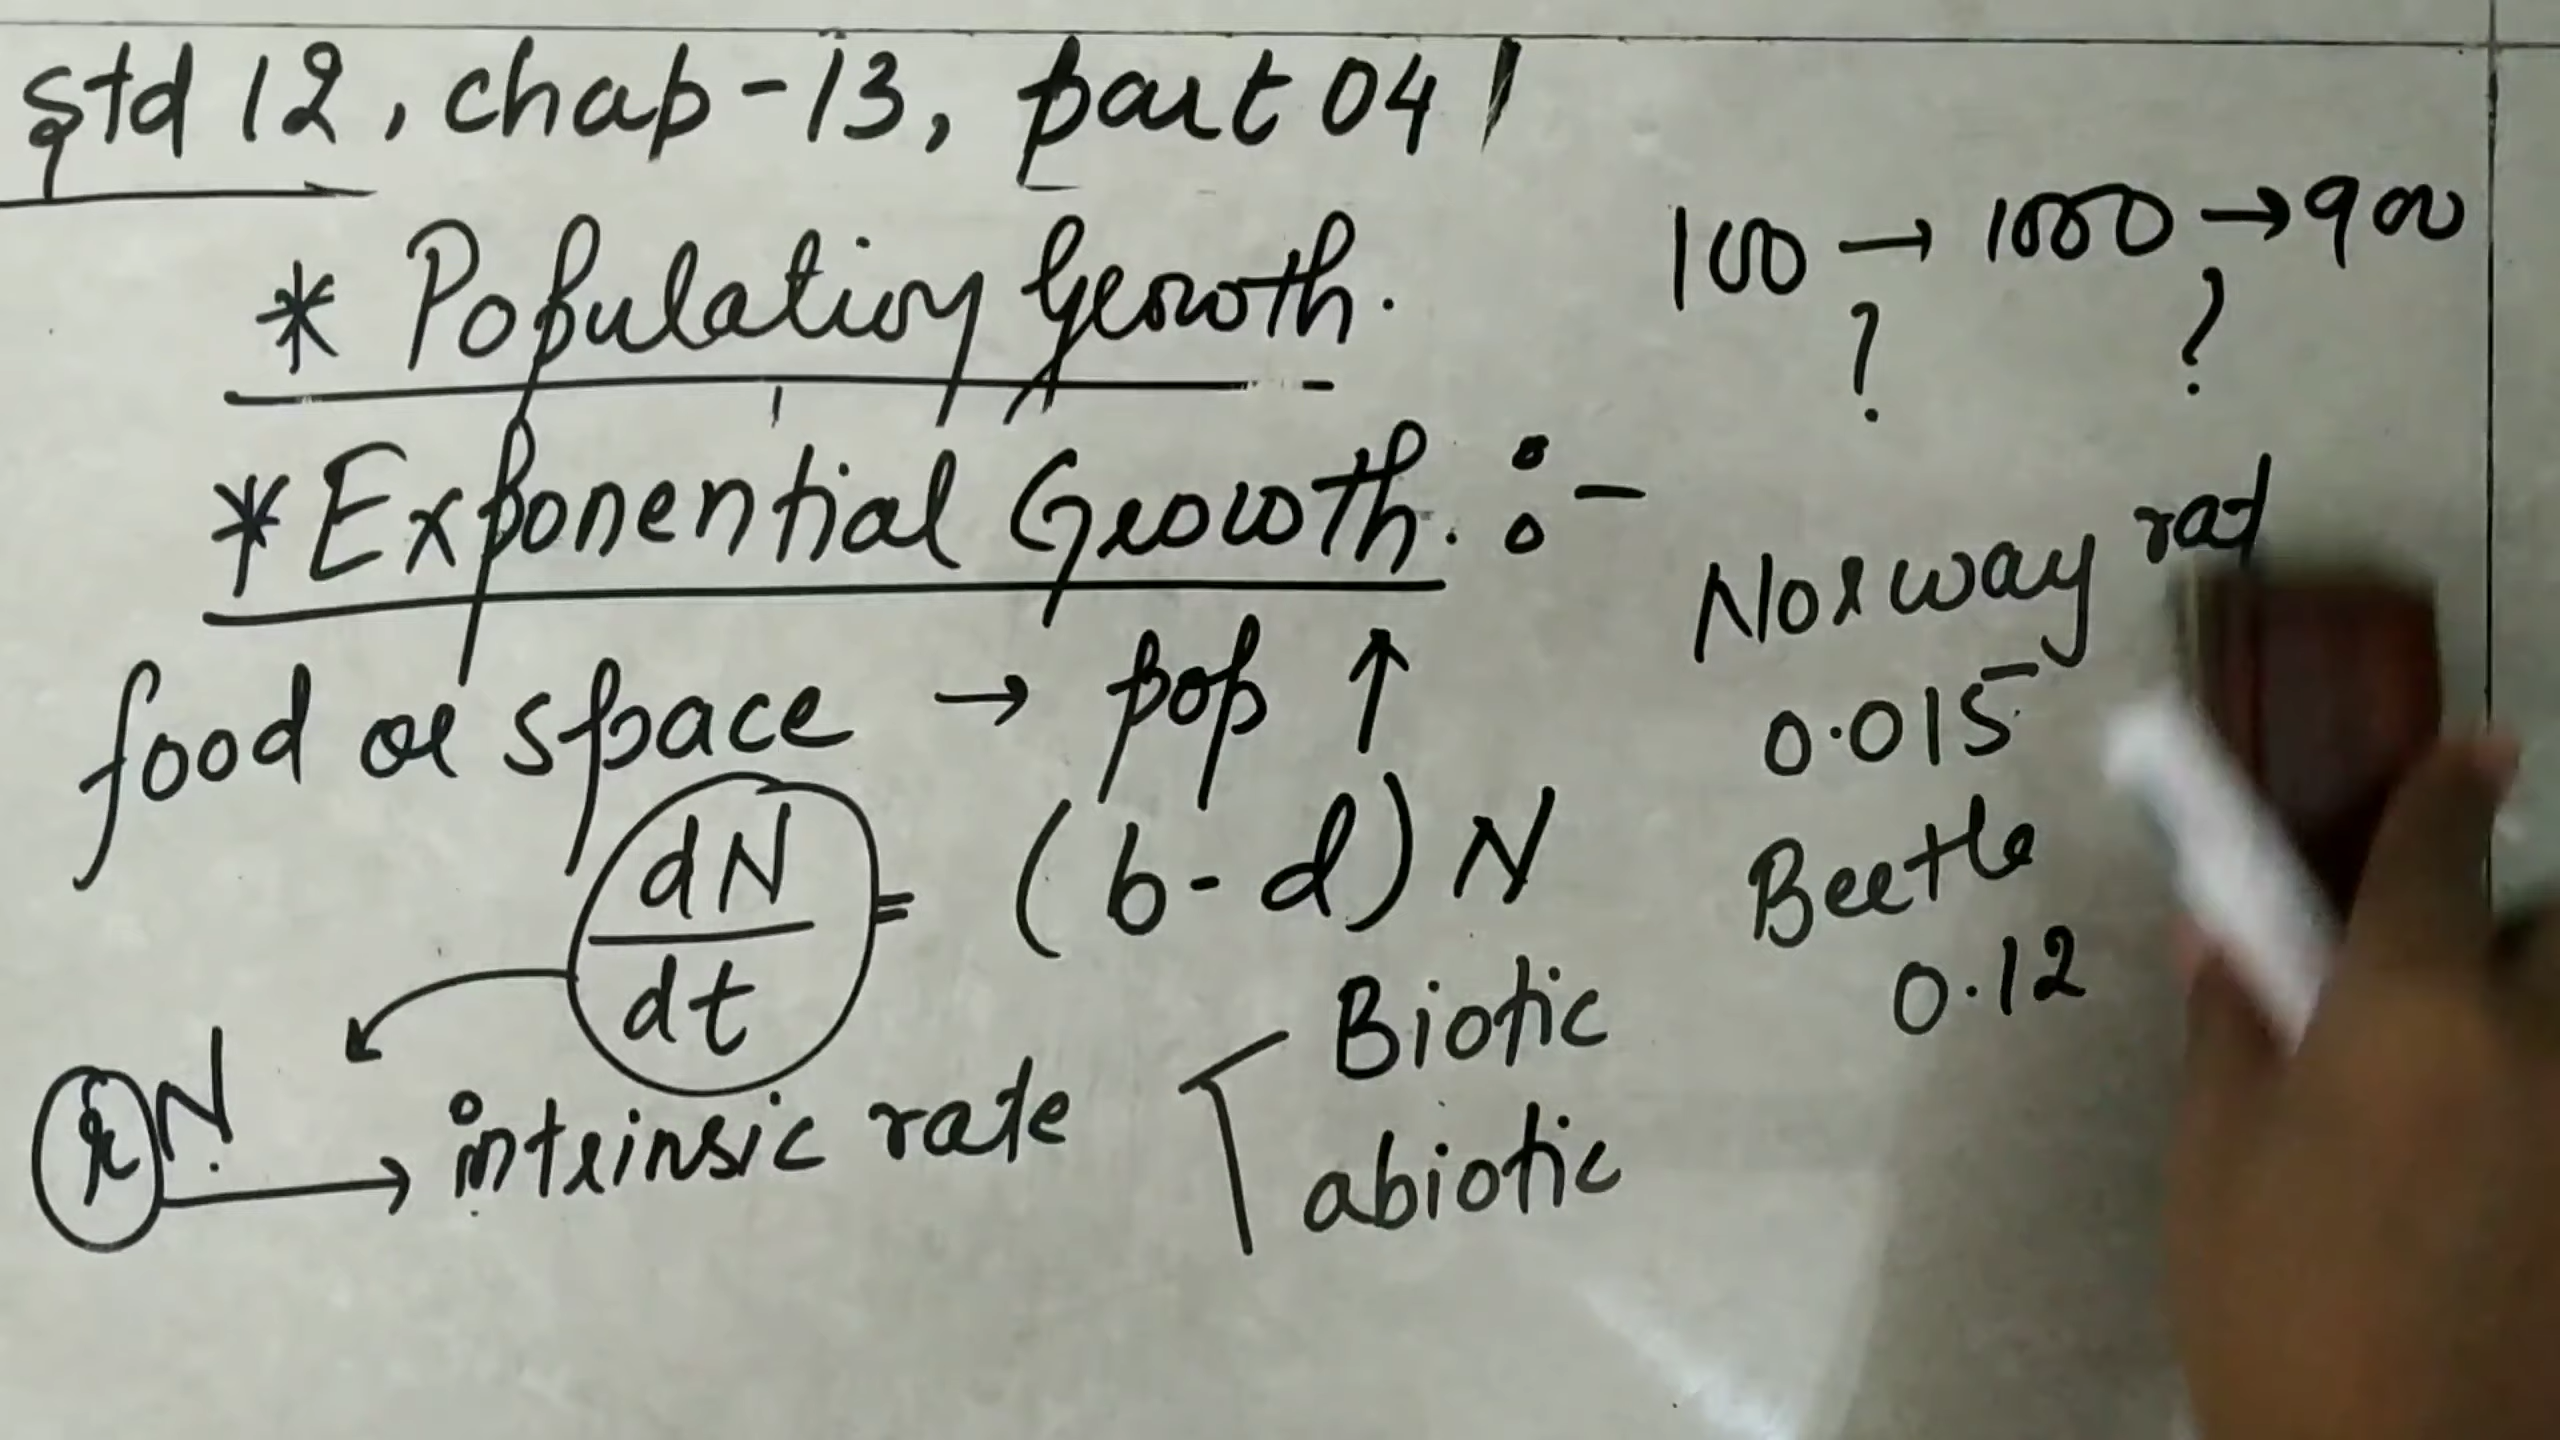 std 12, chap-13, part 04
* Population Growth.
100 → 1000 → 900
? ?
* Exponential Growth. :-
food or space → pop ↑
dN/dt = (b-d) N
rN → intrinsic rate
Biotic
abiotic
Norway rat
0.015
Beetle
0.12